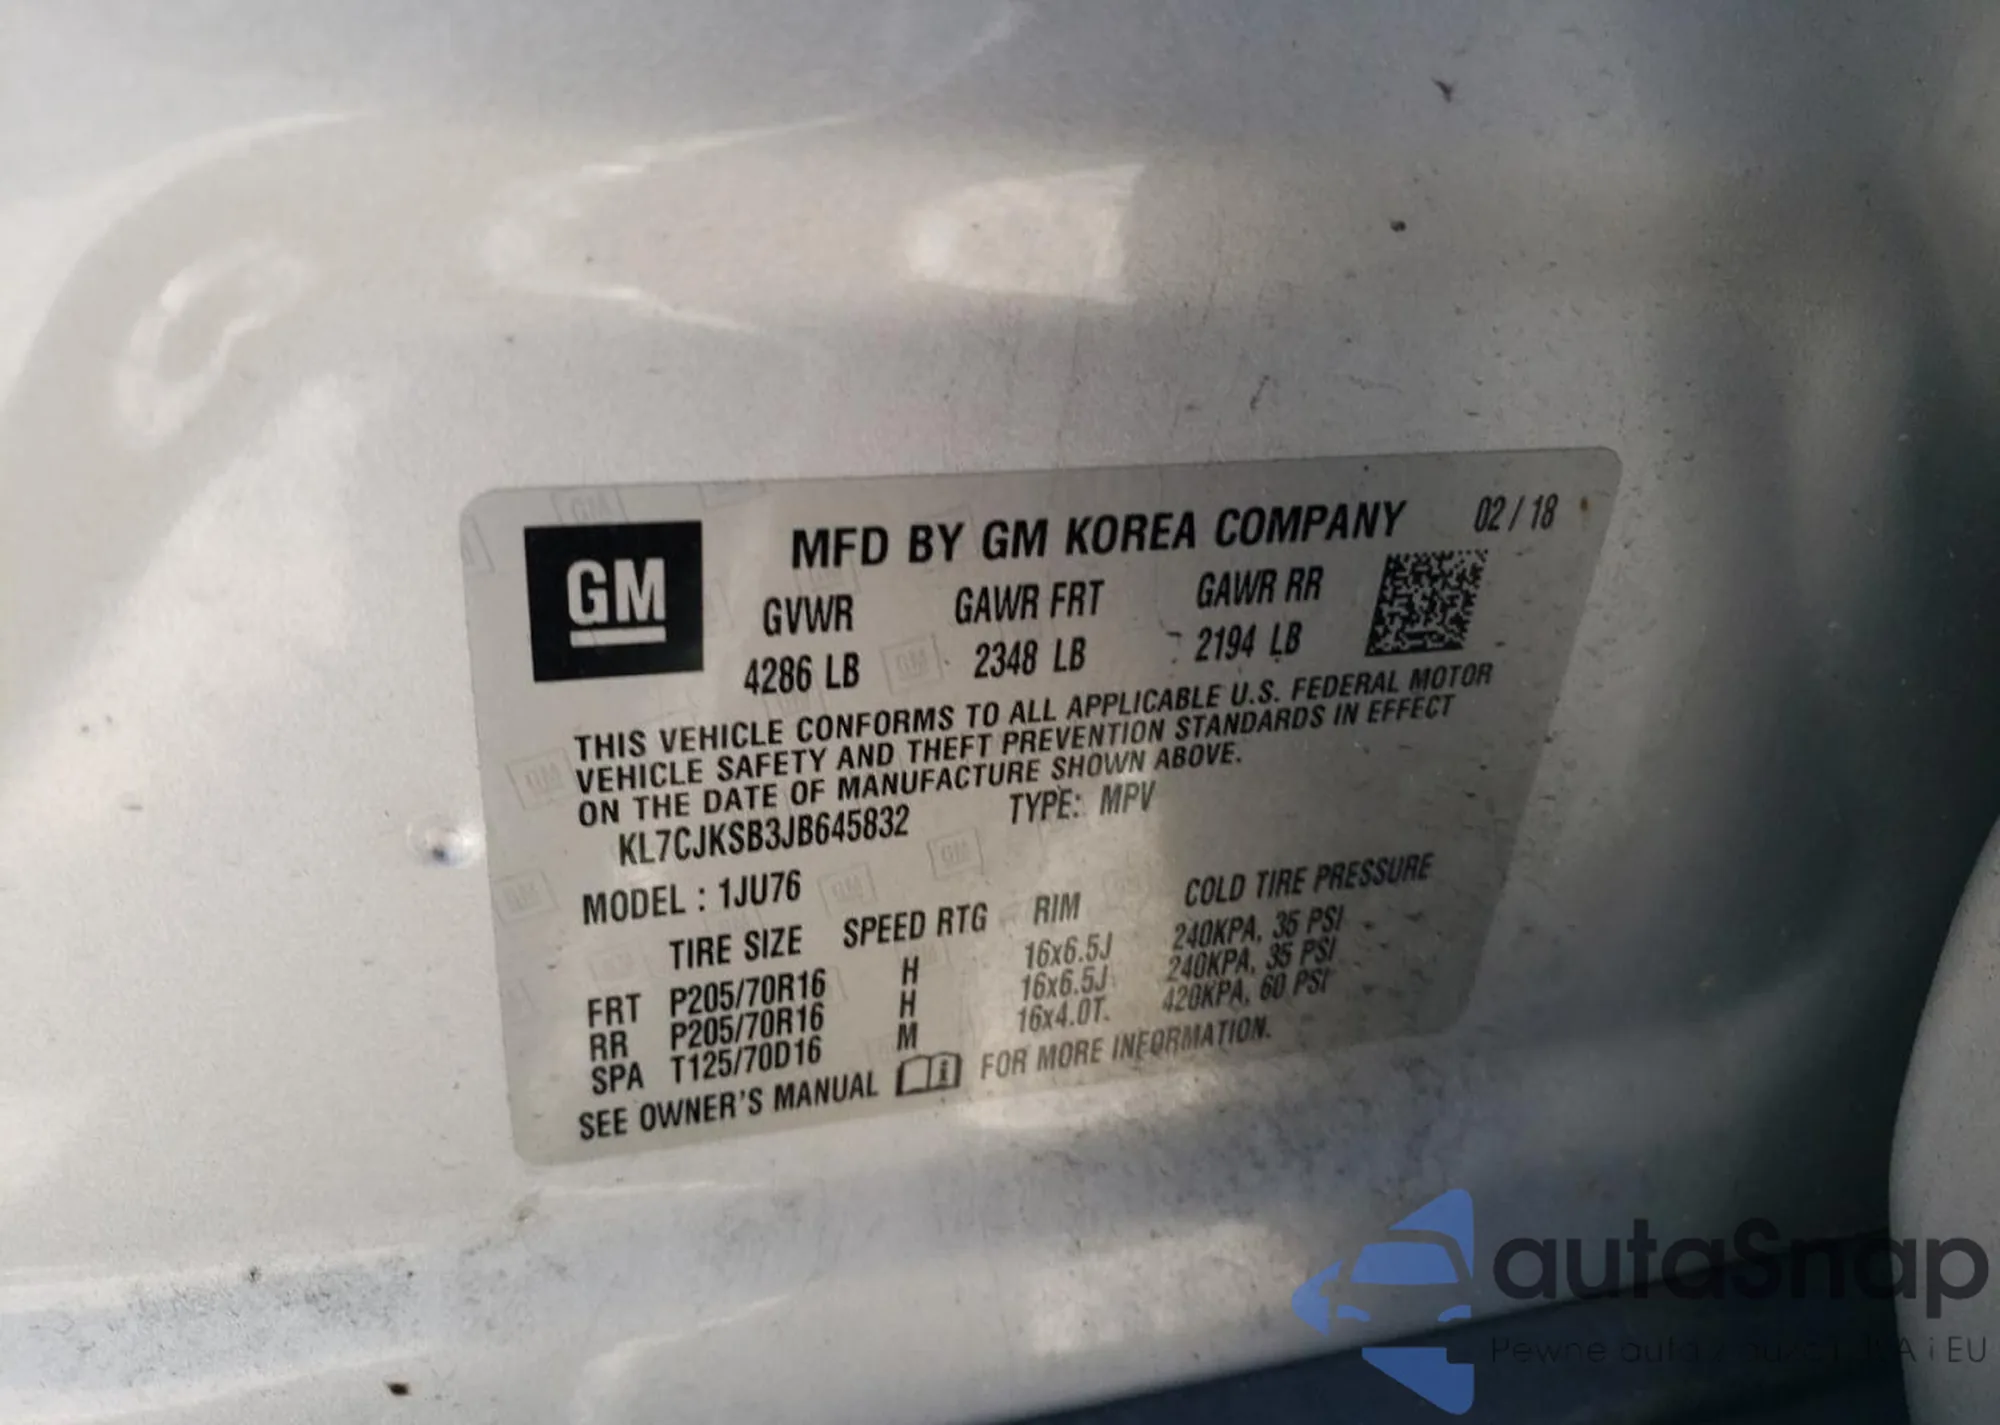 GM
MFD BY GM KOREA COMPANY 02 / 18
GVWR GAWR FRT GAWR RR
4286 LB 2348 LB 2194 LB
THIS VEHICLE CONFORMS TO ALL APPLICABLE U.S. FEDERAL MOTOR
VEHICLE SAFETY AND THEFT PREVENTION STANDARDS IN EFFECT
ON THE DATE OF MANUFACTURE SHOWN ABOVE.
KL7CJKSB3JB645832 TYPE: MPV
MODEL : 1JU76
TIRE SIZE SPEED RTG RIM COLD TIRE PRESSURE
FRT P205/70R16 H 16x6.5J 240KPA, 35 PSI
RR P205/70R16 H 16x6.5J 240KPA, 35 PSI
SPA T125/70D16 M 16x4.0T. 420KPA, 60 PSI
SEE OWNER'S MANUAL FOR MORE INFORMATION.
autaSnap
Pewne auta i EU